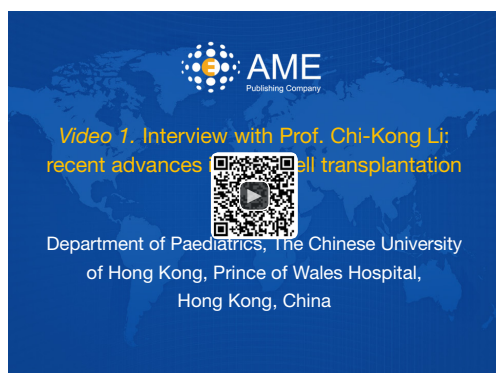 AME
Publishing Company
Video 1. Interview with Prof. Chi-Kong Li:
recent advances ell transplantation
Department of Paediatrics, The Chinese University
of Hong Kong, Prince of Wales Hospital,
Hong Kong, China